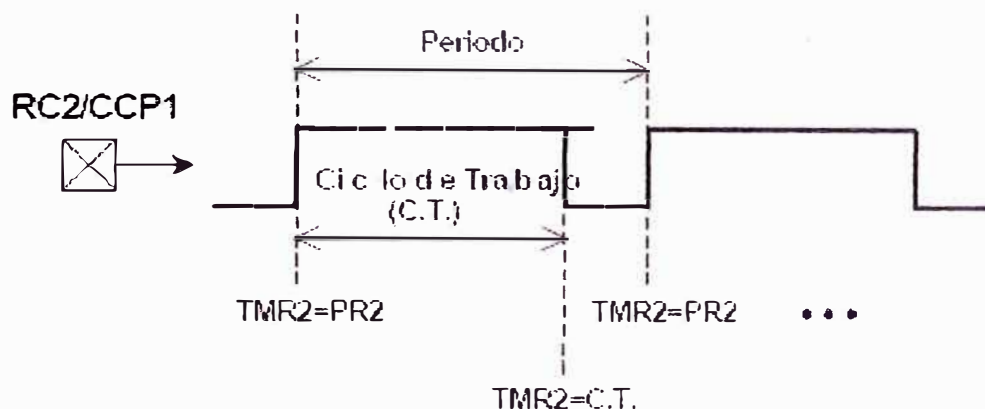 Periodo
RC2/CCP1
Ciclo de Trabajo
(C.T.)
TMR2=PR2
TMR2=PR2
TMR2=C.T.